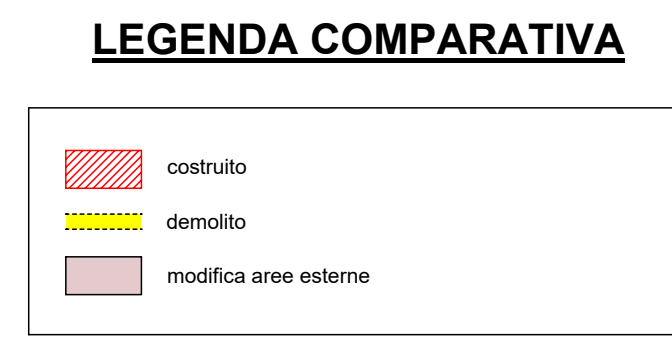 LEGENDA COMPARATIVA
costruito
demolito
modifica aree esterne